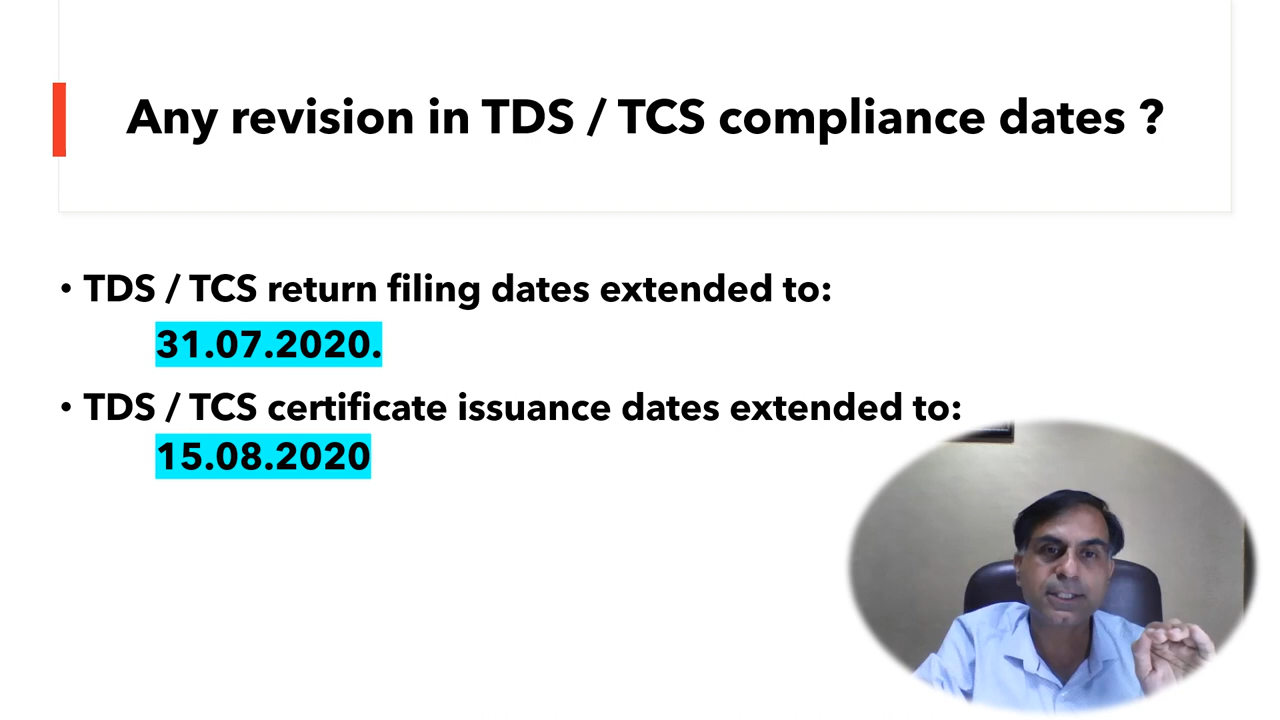 Any revision in TDS / TCS compliance dates ?
• TDS / TCS return filing dates extended to:
31.07.2020.
• TDS / TCS certificate issuance dates extended to:
15.08.2020